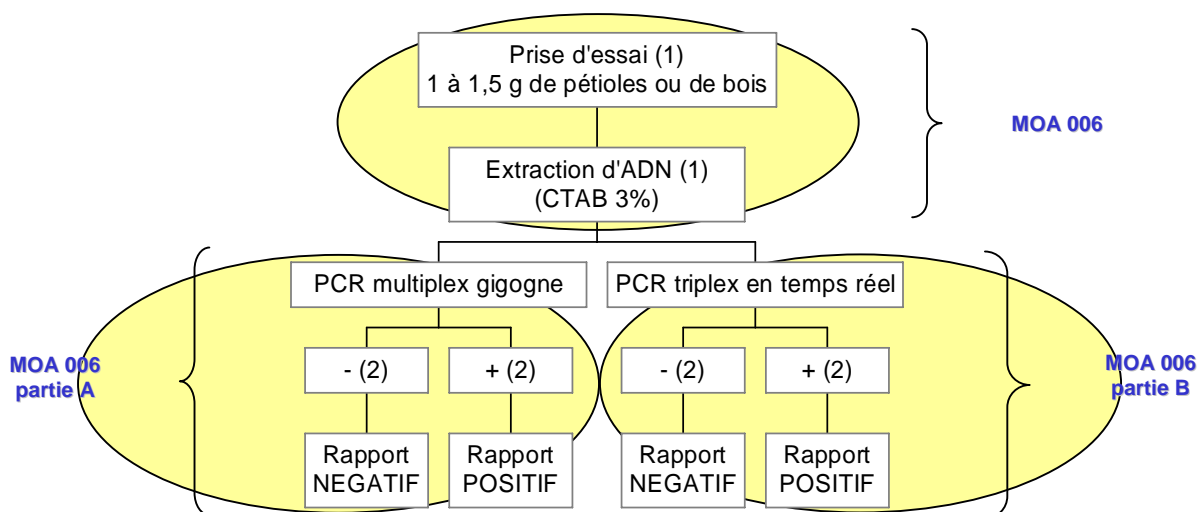 Prise d'essai (1)
1 à 1,5 g de pétioles ou de bois
MOA 006
Extraction d'ADN (1)
(CTAB 3%)
PCR multiplex gigogne
PCR triplex en temps réel
MOA 006
partie A
- (2)
+ (2)
- (2)
+ (2)
MOA 006
partie B
Rapport
NEGATIF
Rapport
POSITIF
Rapport
NEGATIF
Rapport
POSITIF